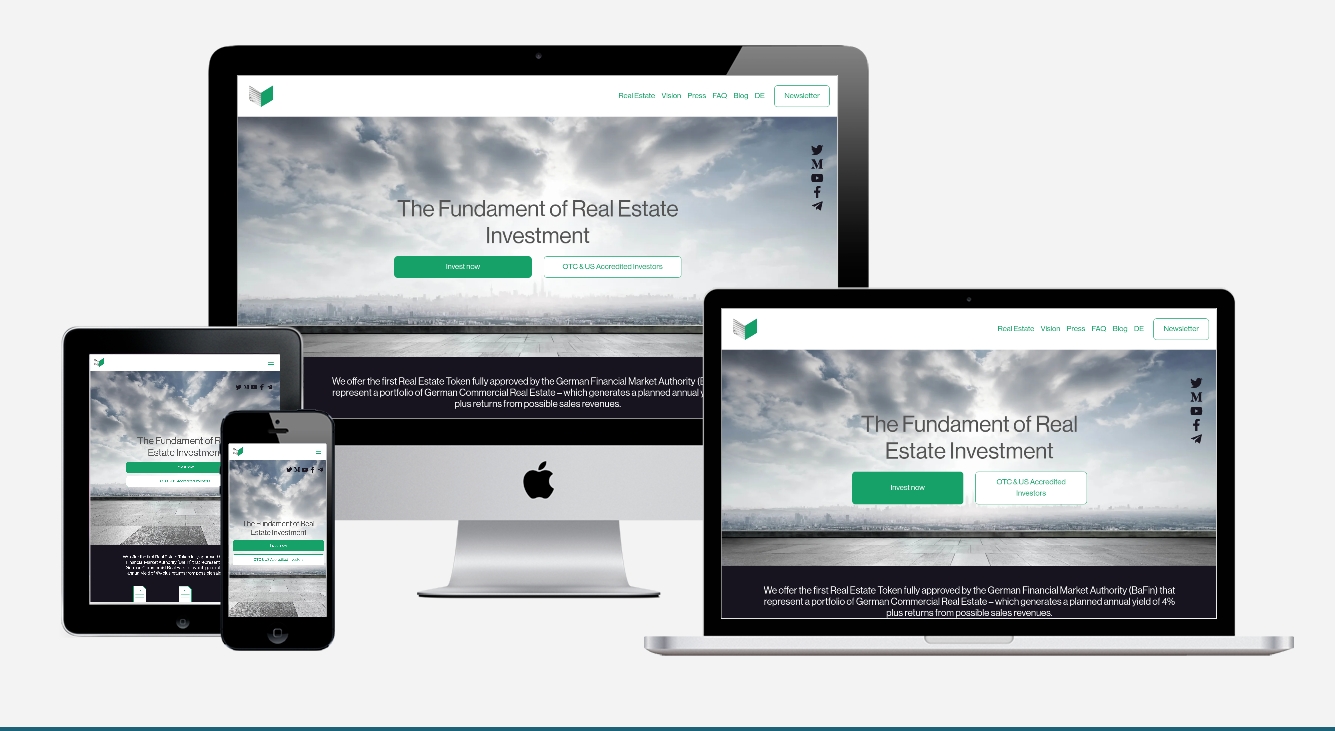 Real Estate Vision Press FAQ Blog DE Newsletter
The Fundament of Real Estate
Investment
Invest now OTC & US Accredited Investors
We offer the first Real Estate Token fully approved by the German Financial Market Authority (B
represent a portfolio of German Commercial Real Estate – which generates a planned annual y
plus returns from possible sales revenues.
Real Estate Vision Press FAQ Blog DE Newsletter
The Fundament of Real
Estate Investment
Invest now OTC & US Accredited
Investors
We offer the first Real Estate Token fully approved by the German Financial Market Authority (BaFin) that
represent a portfolio of German Commercial Real Estate – which generates a planned annual yield of 4%
plus returns from possible sales revenues.
The Fundament of R
Estate Investmen
The Fundament of Real
Estate Investment